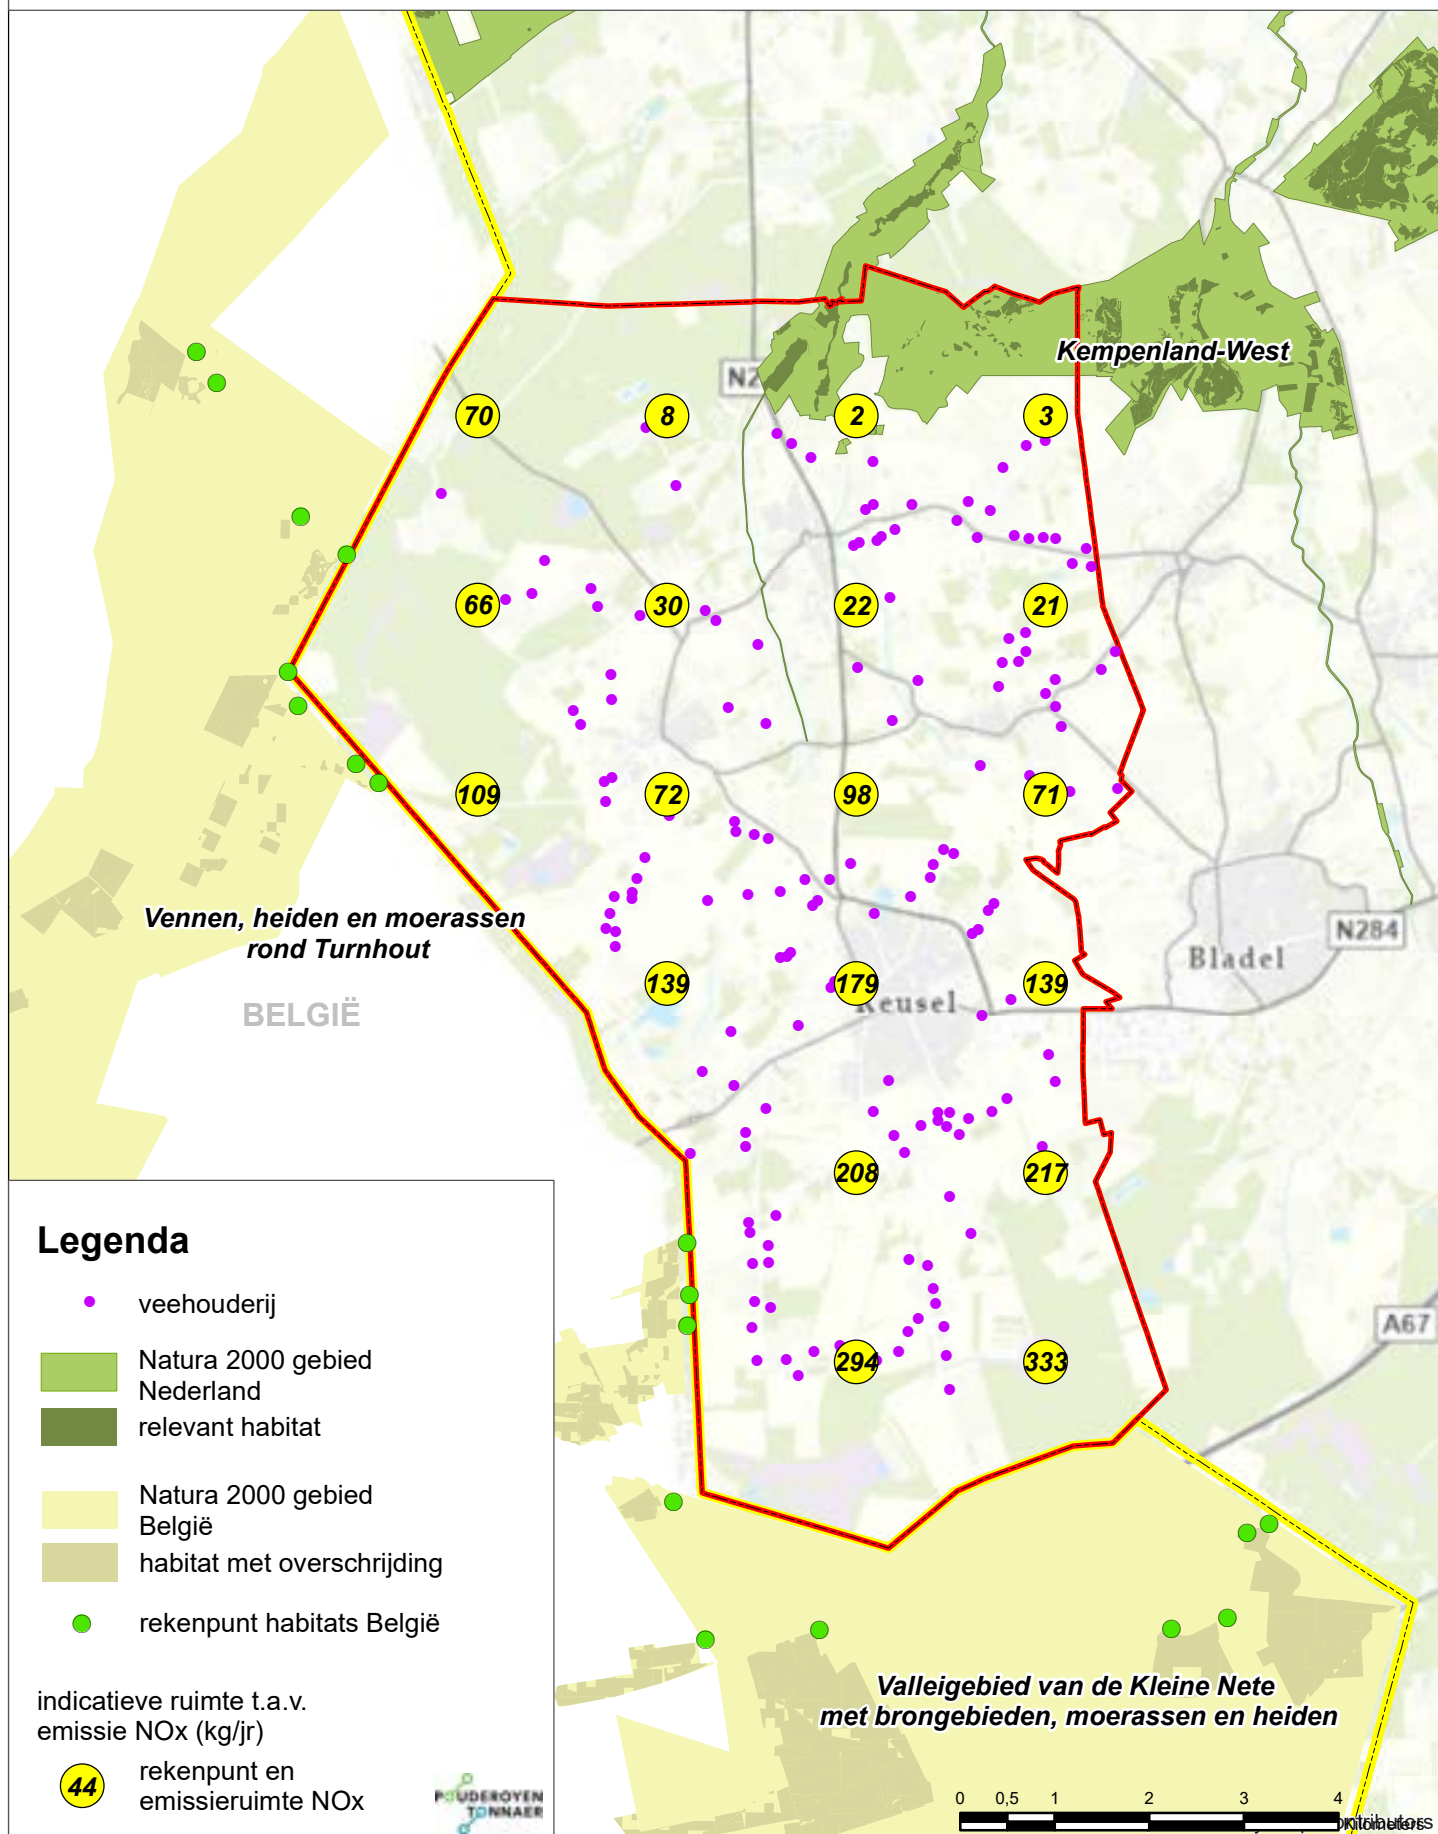 N2
Kempenland-West
70
8
2
3
66
30
22
21
109
72
98
71
Vennen, heiden en moerassen
rond Turnhout
N284
Bladel
BELGIË
139
179
139
Keusel
208
217
A67
294
333
Legenda
veehouderij
Natura 2000 gebied
Nederland
relevant habitat
Natura 2000 gebied
België
habitat met overschrijding
rekenpunt habitats België
indicatieve ruimte t.a.v.
emissie NOx (kg/jr)
44
rekenpunt en
emissieruimte NOx
POUDEROYEN
TONNAER
Valleigebied van de Kleine Nete
met brongebieden, moerassen en heiden
0 0,5 1 2 3 4
Kilometers